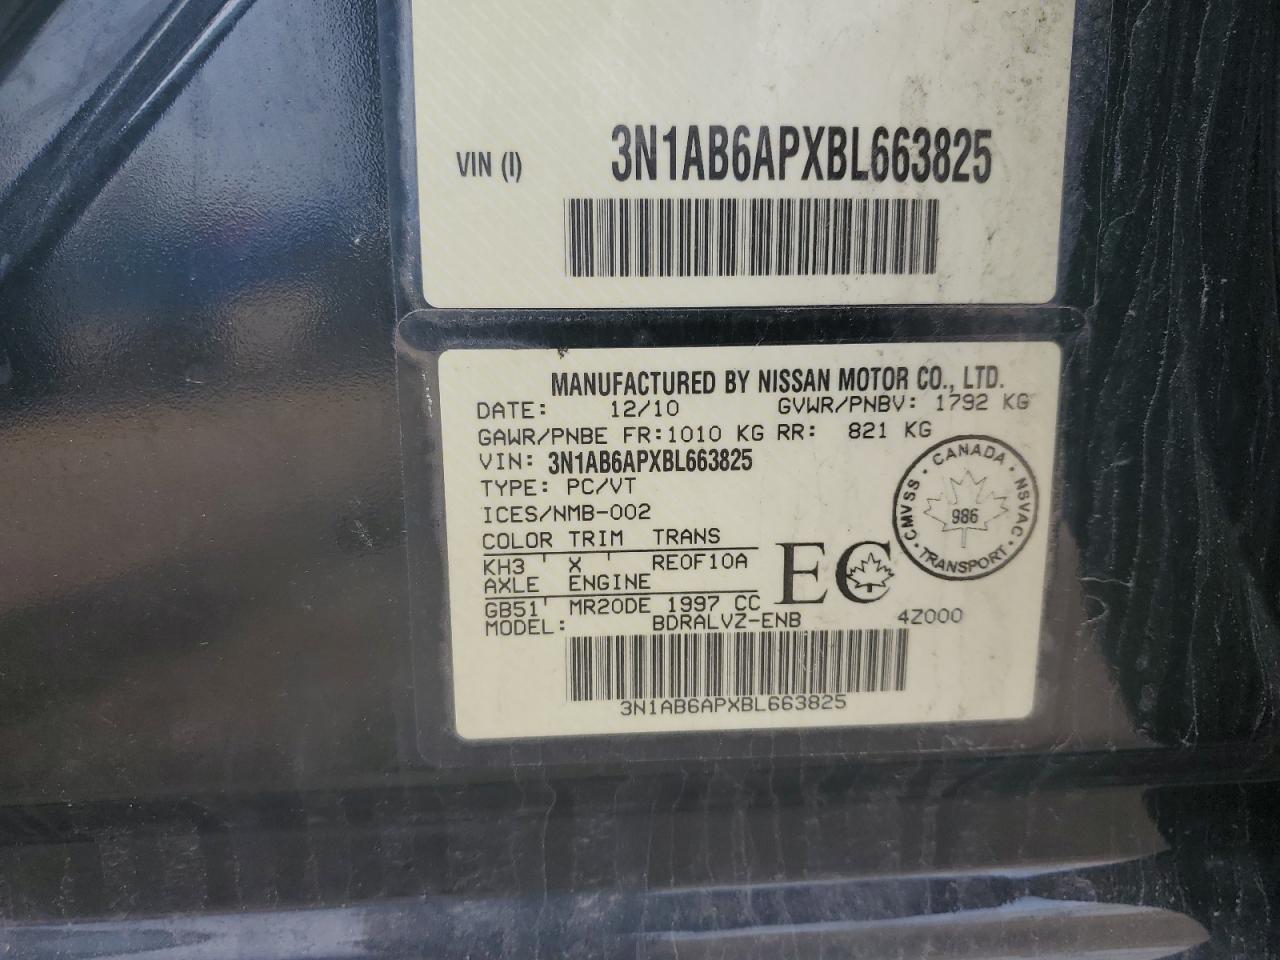 VIN (I) 3N1AB6APXBL663825
MANUFACTURED BY NISSAN MOTOR CO., LTD.
DATE: 12/10 GVWR/PNBV: 1792 KG
GAWR/PNBE FR:1010 KG RR: 821 KG
VIN: 3N1AB6APXBL663825
TYPE: PC/VT
ICES/NMB-002
COLOR TRIM TRANS
KH3 ' X ' RE0F10A
AXLE ENGINE
GB51' MR20DE 1997 CC
MODEL: BDRALVZ-ENB 4Z000
3N1AB6APXBL663825
EC
CANADA
CMVSS · NSVAC
986
TRANSPORT